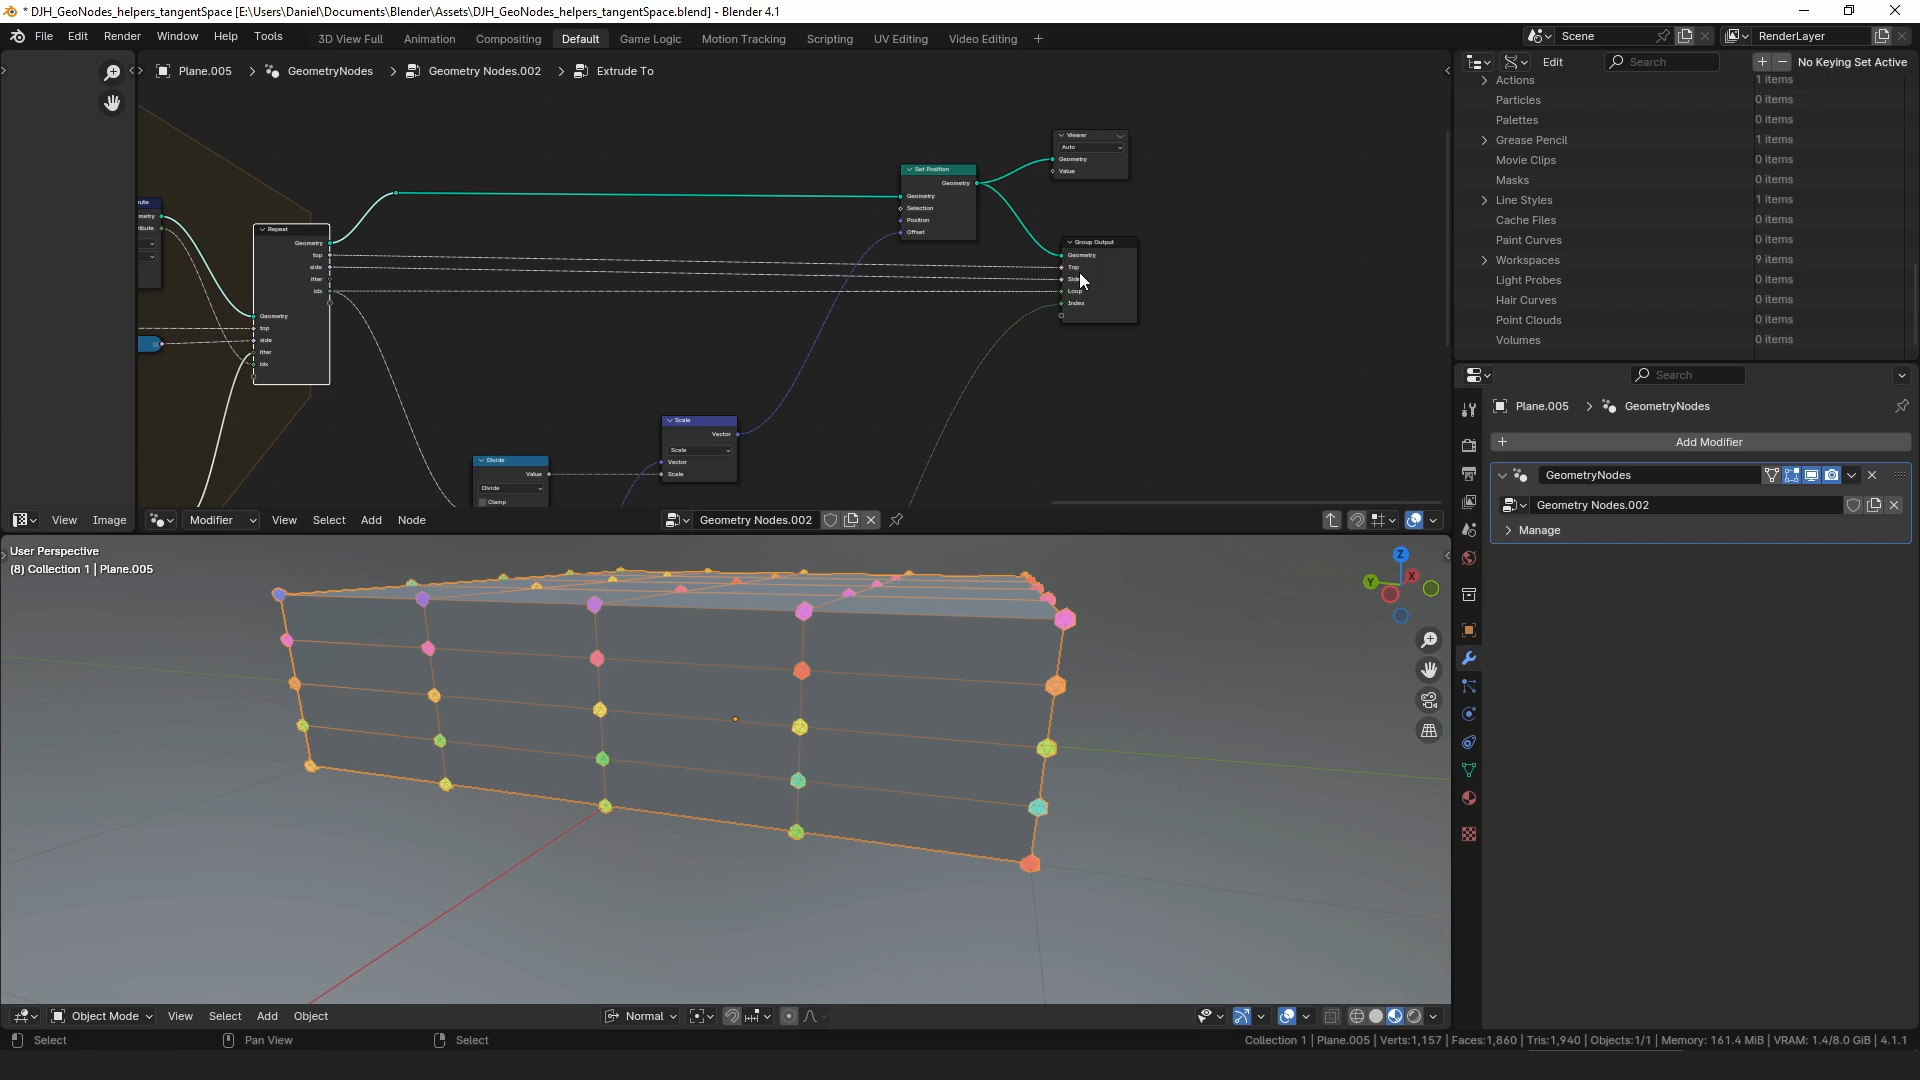 * DJH_GeoNodes_helpers_tangentSpace [E:\Users\Daniel\Documents\Blender\Assets\DJH_GeoNodes_helpers_tangentSpace.blend] - Blender 4.1
File Edit Render Window Help Tools
3D View Full Animation Compositing Default Game Logic Motion Tracking Scripting UV Editing Video Editing
Scene
RenderLayer
Plane.005 GeometryNodes Geometry Nodes.002 Extrude To
Edit
Search
No Keying Set Active
Actions 1 items
Particles 0 items
Palettes 0 items
Grease Pencil 1 items
Movie Clips 0 items
Masks 0 items
Line Styles 1 items
Cache Files 0 items
Paint Curves 0 items
Workspaces 9 items
Light Probes 0 items
Hair Curves 0 items
Point Clouds 0 items
Volumes 0 items
Viewer
Auto
Geometry
Value
Set Position
Geometry
Geometry
Selection
Position
Offset
Group Output
Geometry
Top
Loop
Index
Repeat
Geometry
top
side
itter
idx
Geometry
top
side
itter
idx
Scale
Vector
Scale
Vector
Scale
Divide
Value
Divide
Clamp
View Image
Modifier View Select Add Node
Geometry Nodes.002
Search
Plane.005 GeometryNodes
Add Modifier
GeometryNodes
Geometry Nodes.002
Manage
User Perspective
(8) Collection 1 | Plane.005
Z
X
Y
Object Mode View Select Add Object
Normal
Select
Pan View
Select
Collection 1 | Plane.005 | Verts:1,157 | Faces:1,860 | Tris:1,940 | Objects:1/1 | Memory: 161.4 MiB | VRAM: 1.4/8.0 GiB | 4.1.1